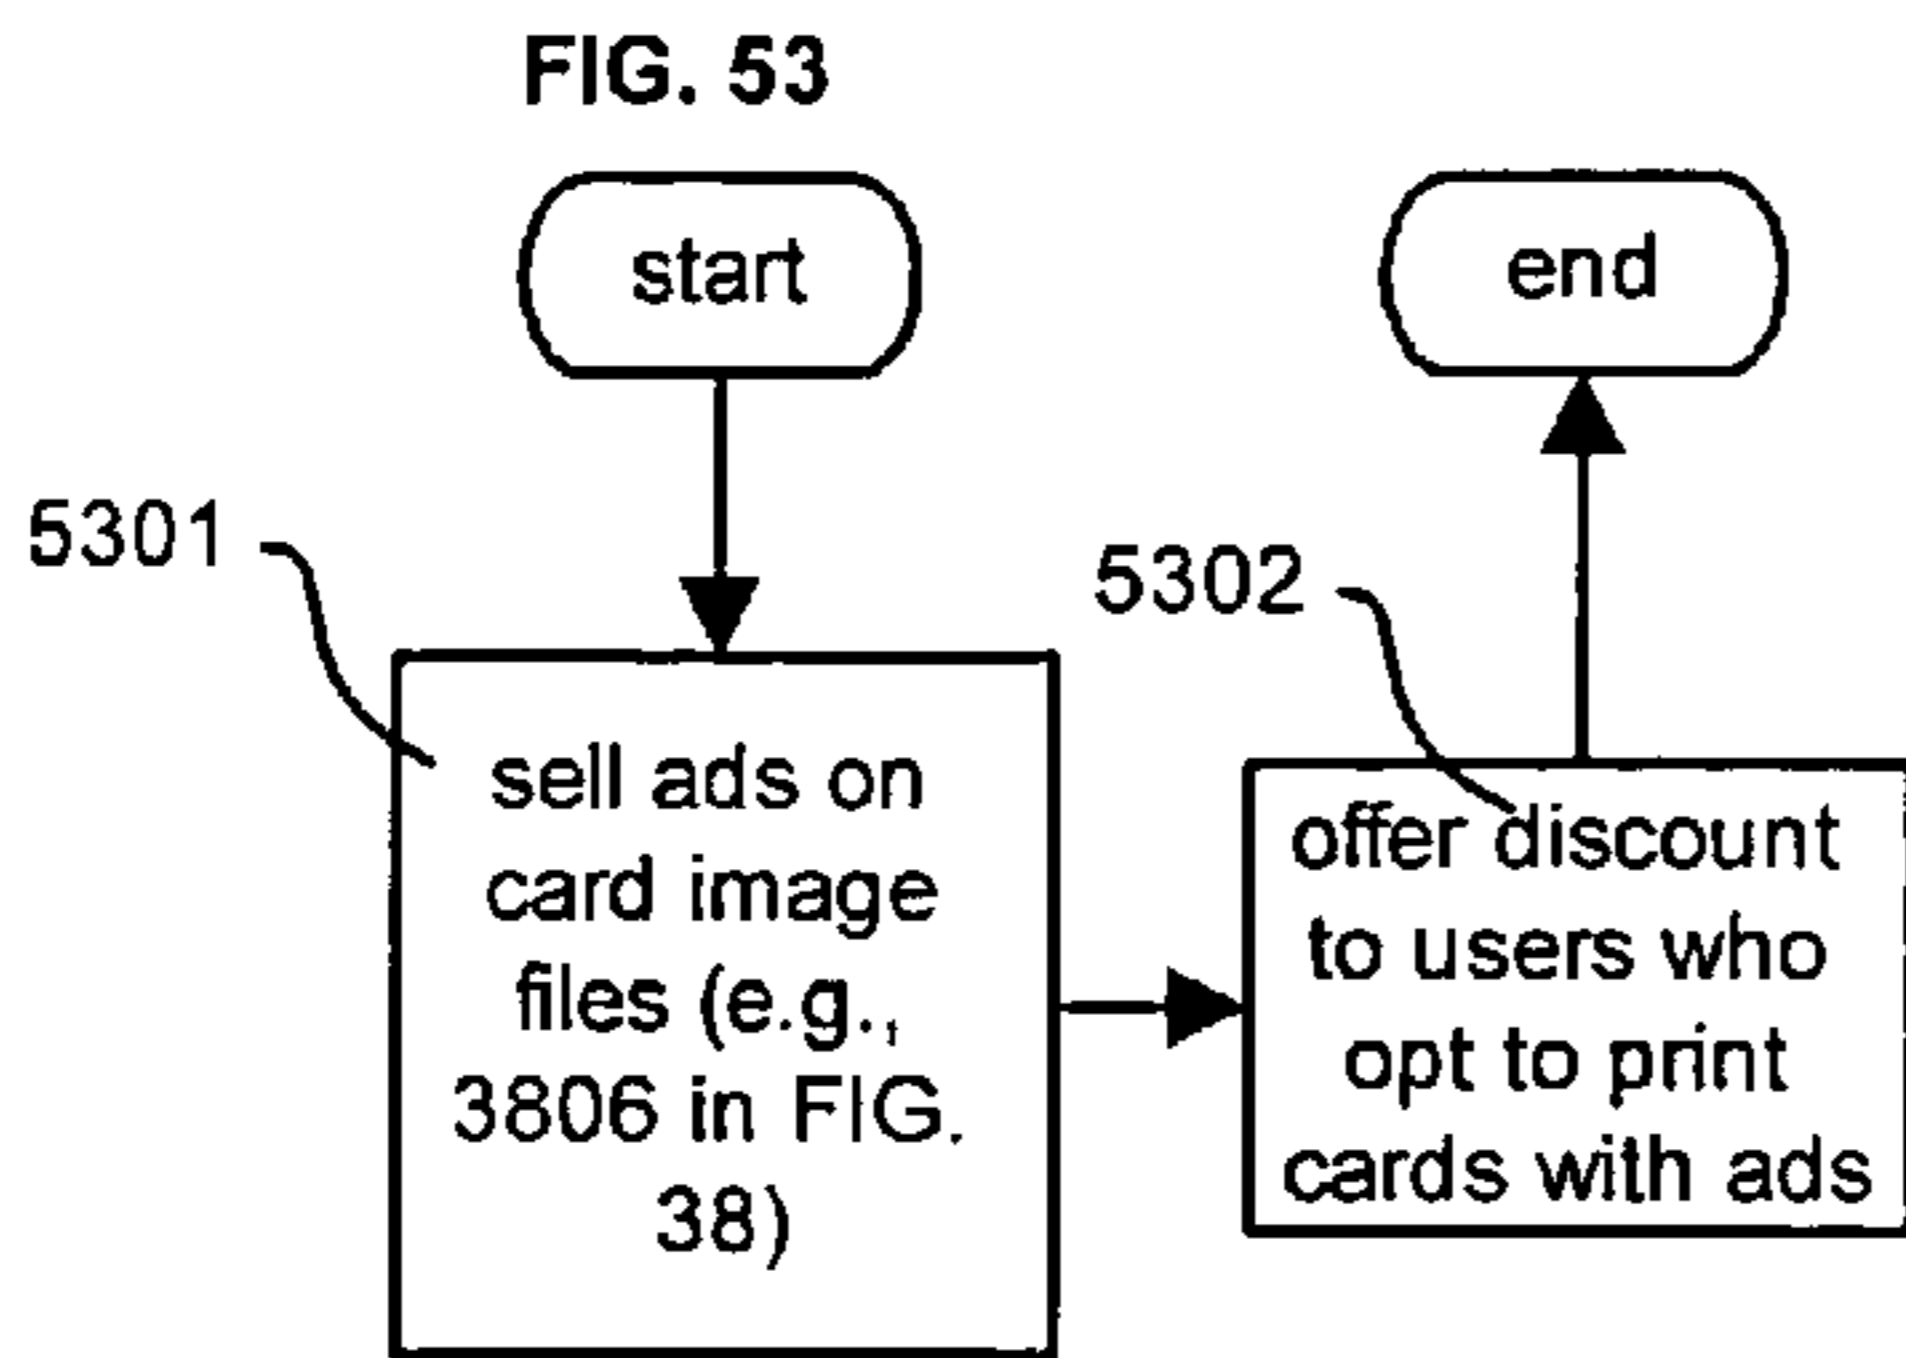 FIG. 53
start
end
5301
5302
sell ads on
card image
files (e.g.,
3806 in FIG.
38)
offer discount
to users who
opt to print
cards with ads